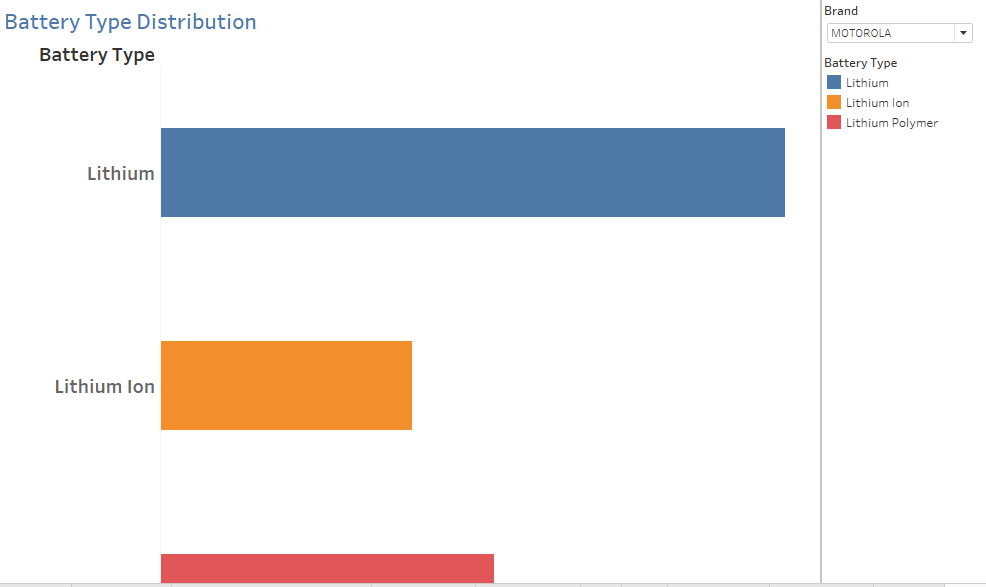 Battery Type Distribution
Battery Type
Lithium
Lithium Ion
Brand
MOTOROLA
Battery Type
Lithium
Lithium Ion
Lithium Polymer